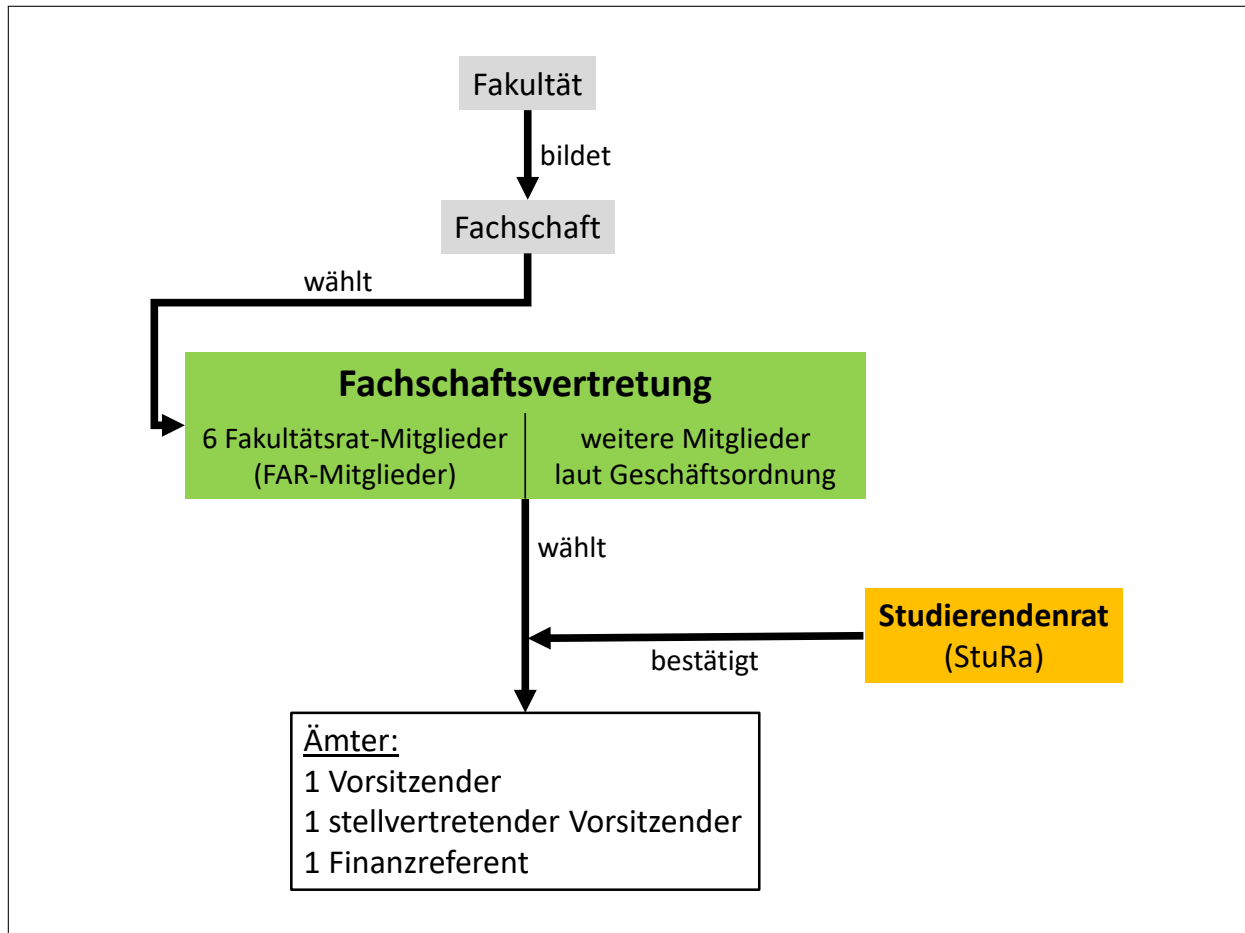 Fakultät
bildet
Fachschaft
wählt
Fachschaftsvertretung
6 Fakultätsrat-Mitglieder
(FAR-Mitglieder)
weitere Mitglieder
laut Geschäftsordnung
wählt
Studierendenrat
(StuRa)
bestätigt
Ämter:
1 Vorsitzender
1 stellvertretender Vorsitzender
1 Finanzreferent